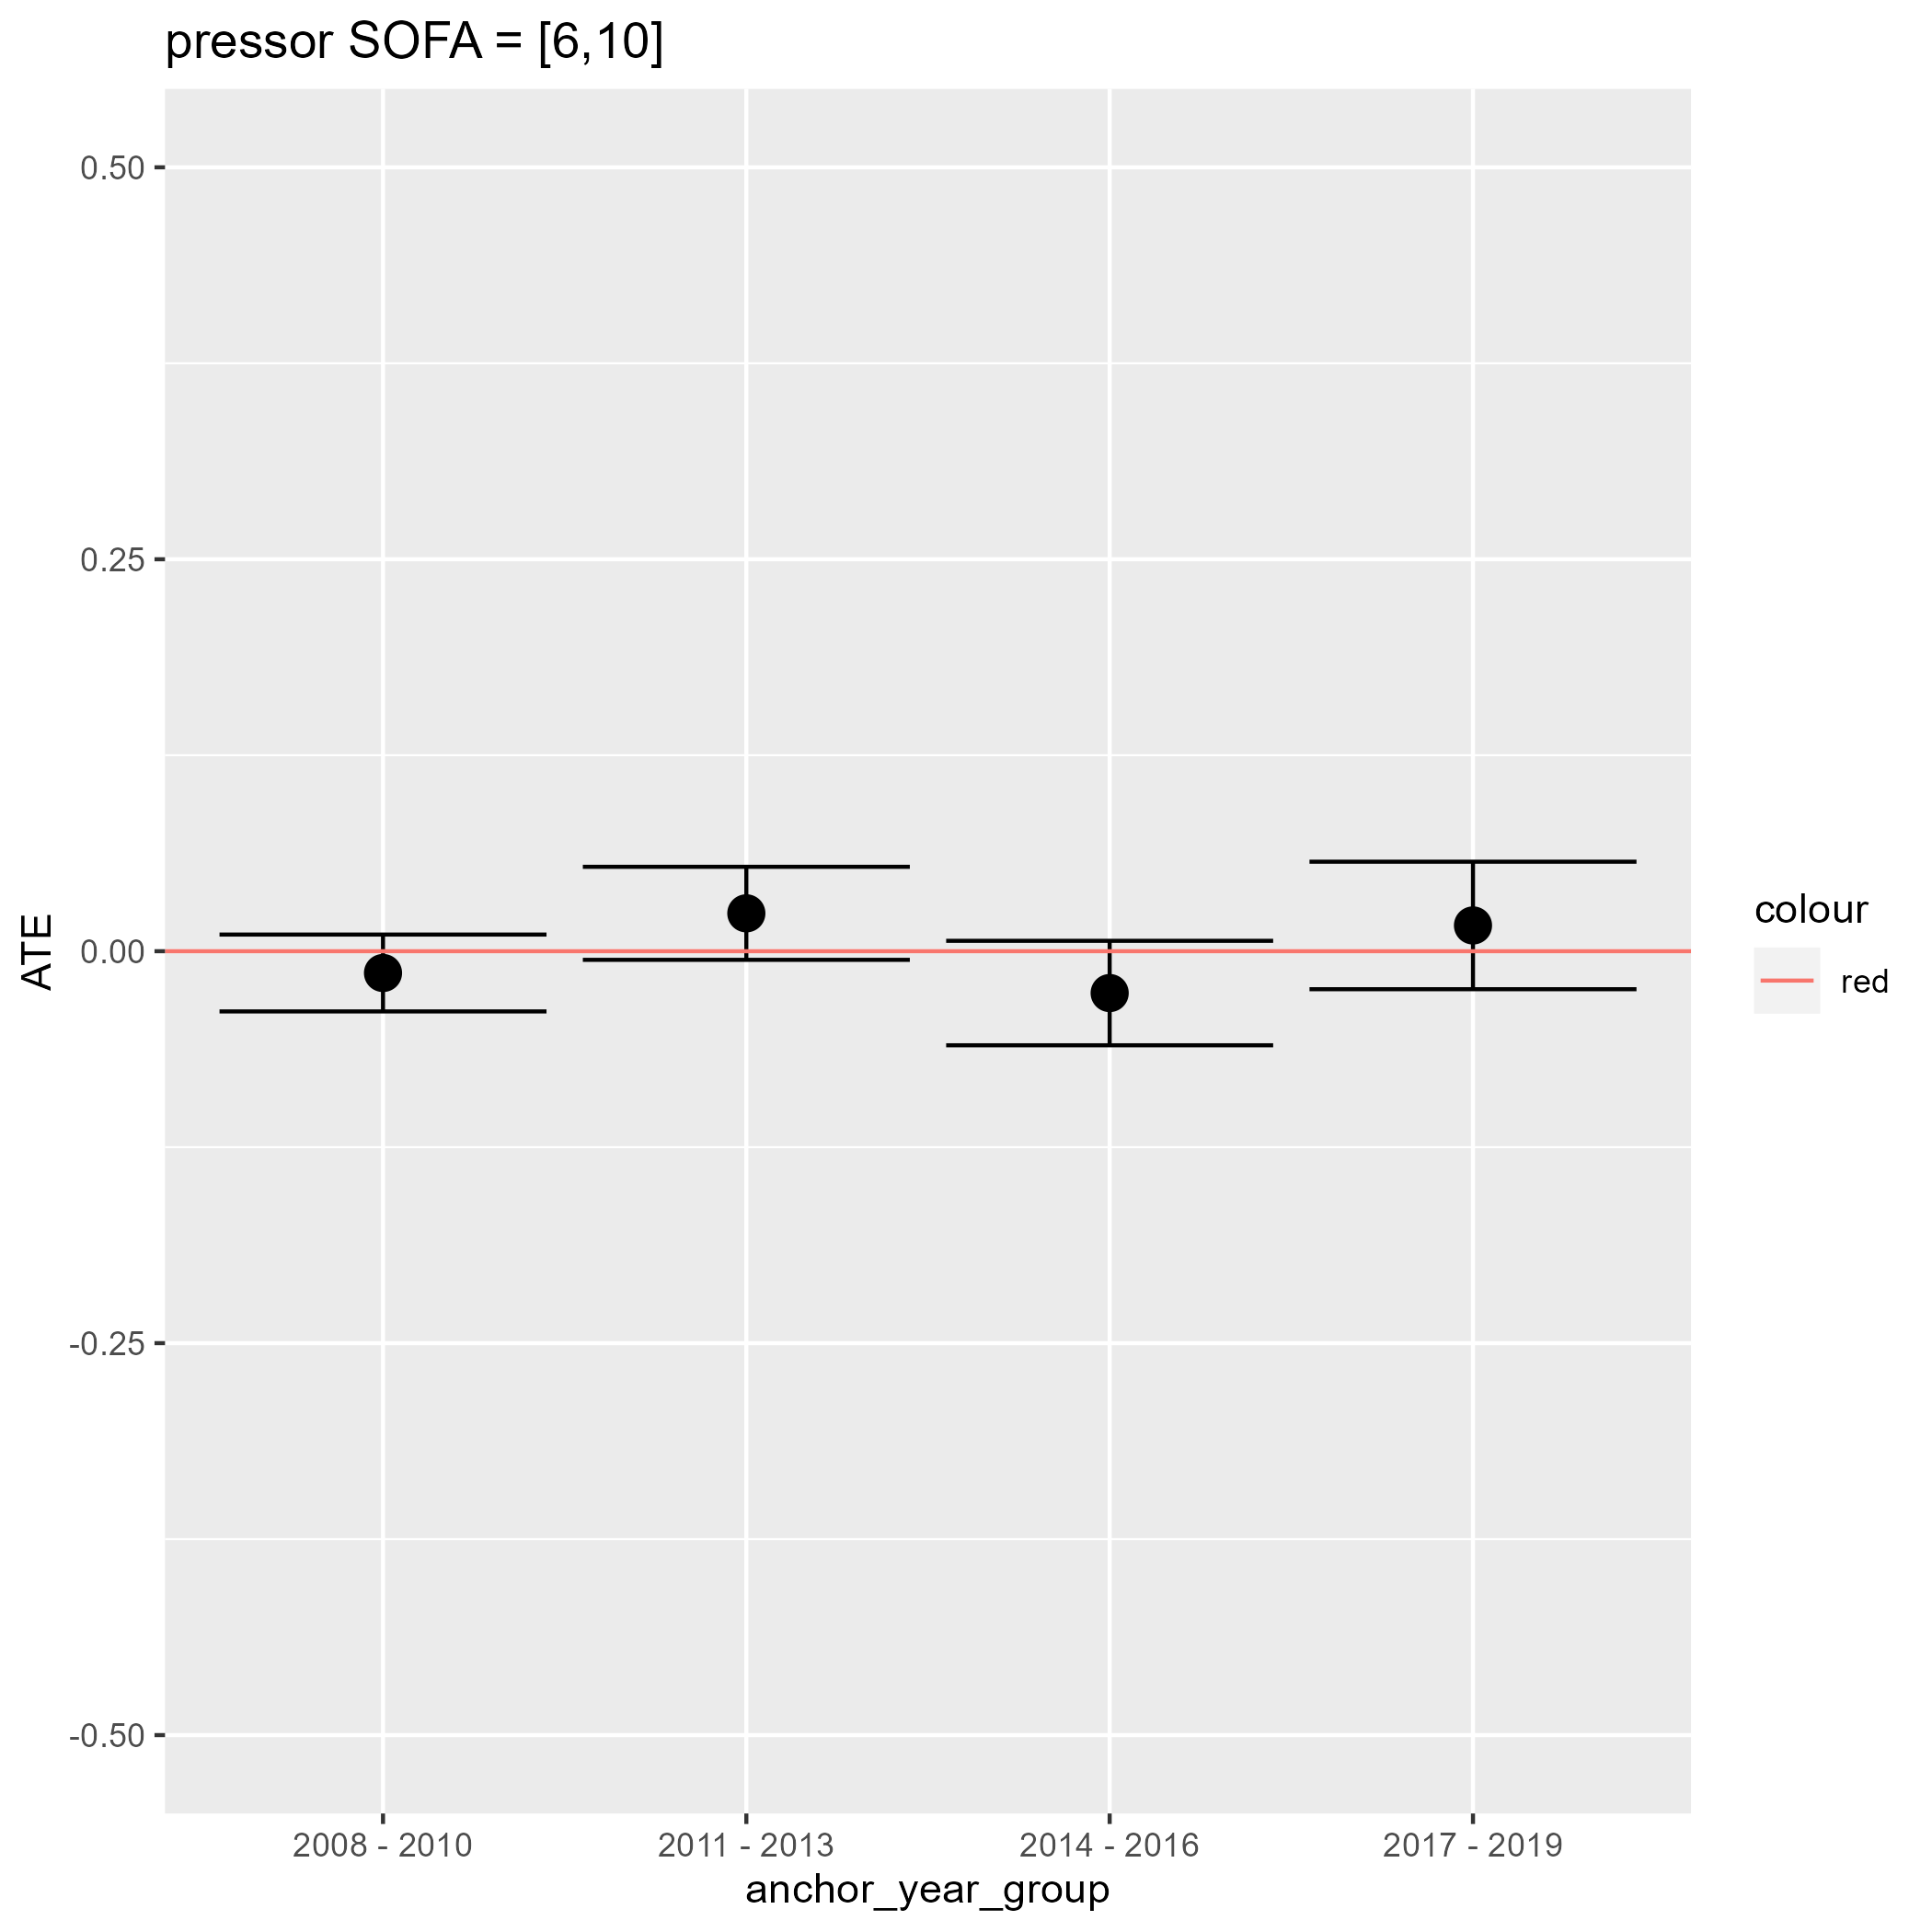 pressor SOFA = [6,10]
0.50
0.25
0.00
-0.25
-0.50
ATE
2008 - 2010
2011 - 2013
2014 - 2016
2017 - 2019
anchor_year_group
colour
red